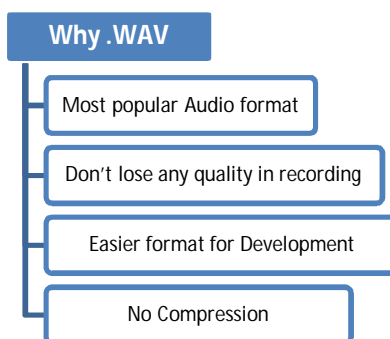 Why .WAV
Most popular Audio format
Don’t lose any quality in recording
Easier format for Development
No Compression